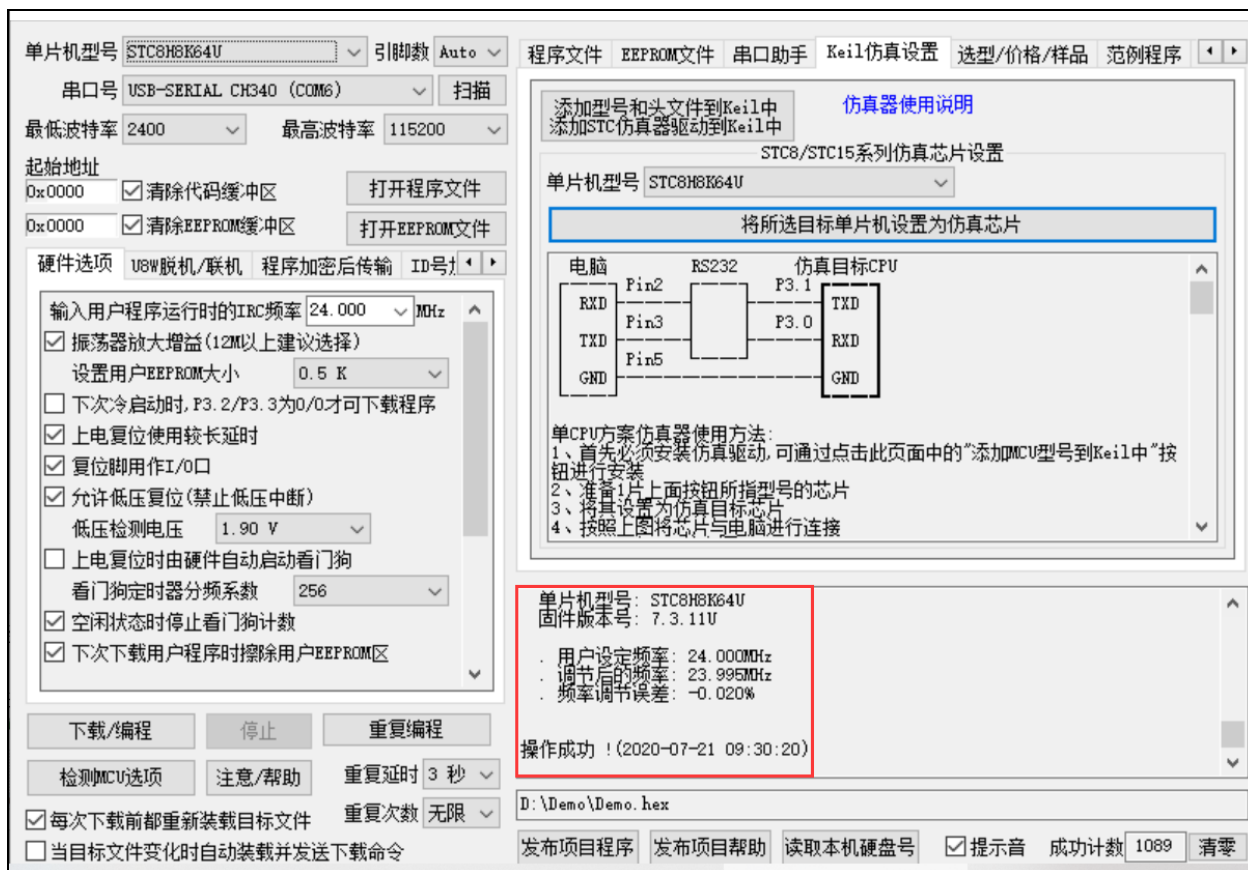 单片机型号 STC8H8K64U 引脚数 Auto
串口号 USB-SERIAL CH340 (COM6) 扫描
最低波特率 2400 最高波特率 115200
起始地址
0x0000 清除代码缓冲区 打开程序文件
0x0000 清除EEPROM缓冲区 打开EEPROM文件
硬件选项 U8W脱机/联机 程序加密后传输 ID号
输入用户程序运行时的IRC频率 24.000 MHz
振荡器放大增益(12M以上建议选择)
设置用户EEPROM大小 0.5 K
下次冷启动时,P3.2/P3.3为0/0才可下载程序
上电复位使用较长延时
复位脚用作I/O口
允许低压复位(禁止低压中断)
低压检测电压 1.90 V
上电复位时由硬件自动启动看门狗
看门狗定时器分频系数 256
空闲状态时停止看门狗计数
下次下载用户程序时擦除用户EEPROM区
下载/编程 停止 重复编程
检测MCU选项 注意/帮助 重复延时 3 秒
重复次数 无限
每次下载前都重新装载目标文件
当目标文件变化时自动装载并发送下载命令
程序文件 EEPROM文件 串口助手 Keil仿真设置 选型/价格/样品 范例程序
添加型号和头文件到Keil中
添加STC仿真器驱动到Keil中
仿真器使用说明
STC8/STC15系列仿真芯片设置
单片机型号 STC8H8K64U
将所选目标单片机设置为仿真芯片
电脑 RS232 仿真目标CPU
Pin2 P3.1
RXD TXD
Pin3 P3.0
TXD RXD
Pin5
GND GND
单CPU方案仿真器使用方法:
1、首先必须安装仿真驱动,可通过点击此页面中的"添加MCU型号到Keil中"按
钮进行安装
2、准备1片上面按钮所指型号的芯片
3、将其设置为仿真目标芯片
4、按照上图将芯片与电脑进行连接
单片机型号: STC8H8K64U
固件版本号: 7.3.11U
. 用户设定频率: 24.000MHz
. 调节后的频率: 23.995MHz
. 频率调节误差: -0.020%
操作成功 !(2020-07-21 09:30:20)
D:\Demo\Demo.hex
发布项目程序 发布项目帮助 读取本机硬盘号 提示音 成功计数 1089 清零